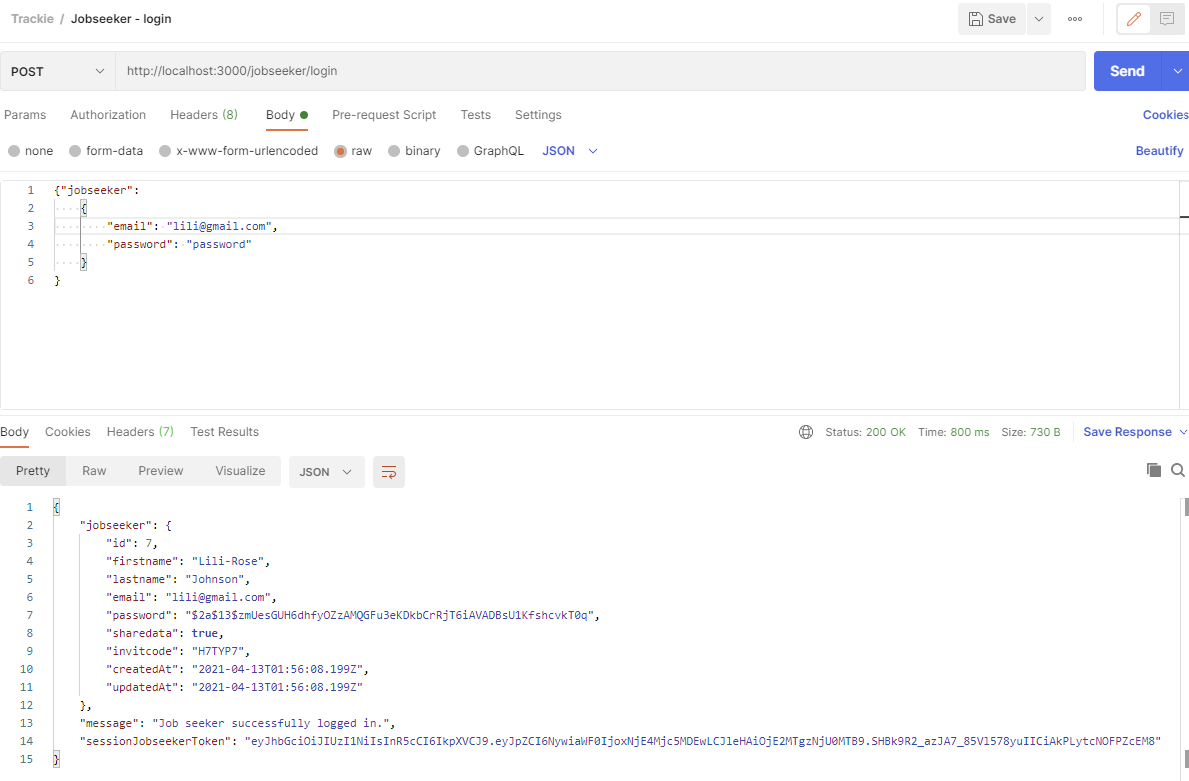 Trackie / Jobseeker - login
Save
POST http://localhost:3000/jobseeker/login Send
Params Authorization Headers (8) Body Pre-request Script Tests Settings Cookies
none form-data x-www-form-urlencoded raw binary GraphQL JSON Beautify
1 {"jobseeker":
2 {
3 "email": "lili@gmail.com",
4 "password": "password"
5 }
6 }
Body Cookies Headers (7) Test Results Status: 200 OK Time: 800 ms Size: 730 B Save Response
Pretty Raw Preview Visualize JSON
1 {
2 "jobseeker": {
3 "id": 7,
4 "firstname": "Lili-Rose",
5 "lastname": "Johnson",
6 "email": "lili@gmail.com",
7 "password": "$2a$13$zmUesGUH6dhfyOZzAMQGFu3eKDkbCrRjT6iAVADBsU1KfshcvkT0q",
8 "sharedata": true,
9 "invitcode": "H7TYP7",
10 "createdAt": "2021-04-13T01:56:08.199Z",
11 "updatedAt": "2021-04-13T01:56:08.199Z"
12 },
13 "message": "Job seeker successfully logged in.",
14 "sessionJobseekerToken": "eyJhbGciOiJIUzI1NiIsInR5cCI6IkpXVCJ9.eyJpZCI6NywiaWF0IjoxNjE4Mjc5MDEwLCJleHAiOjE2MTgzNjU0MTB9.SHBk9R2_azJA7_85Vl578yuIICiAkPLytcNOFPZcEM8"
15 }